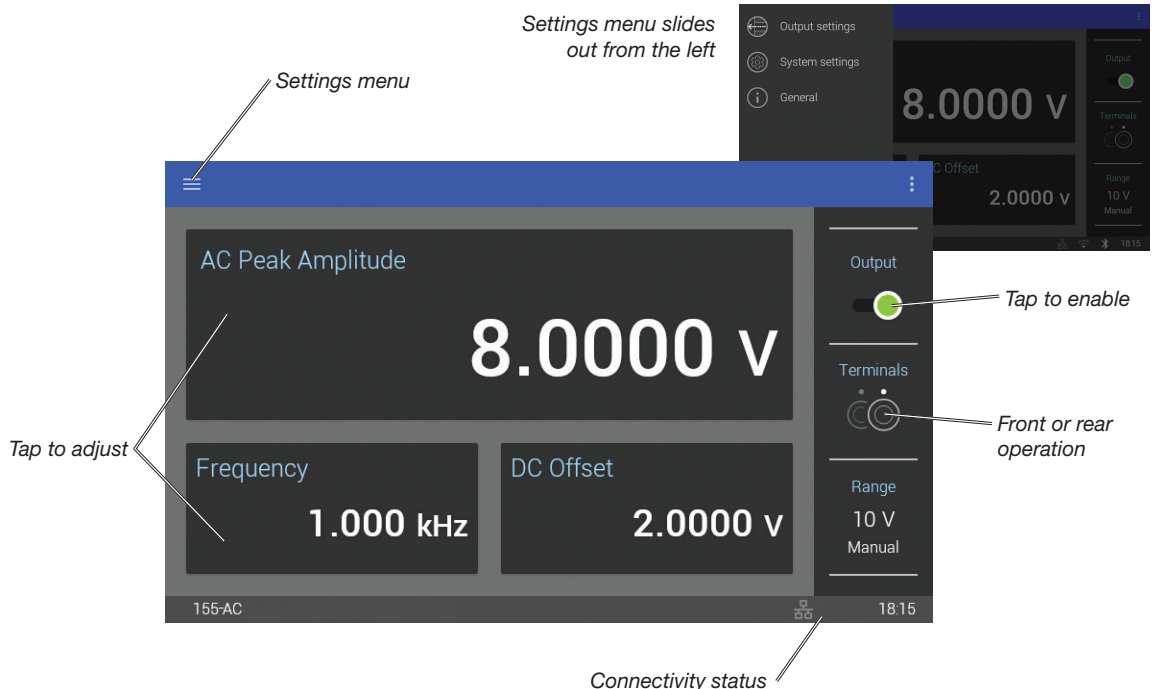 Settings menu slides
out from the left
Output settings
System settings
General
Output
8.0000 V
Terminals
C Offset
2.0000 V
Range
10 V
Manual
18:15
Settings menu
AC Peak Amplitude
8.0000 V
Output
Tap to enable
Terminals
Front or rear
operation
Tap to adjust
Frequency
1.000 kHz
DC Offset
2.0000 V
Range
10 V
Manual
155-AC
18:15
Connectivity status